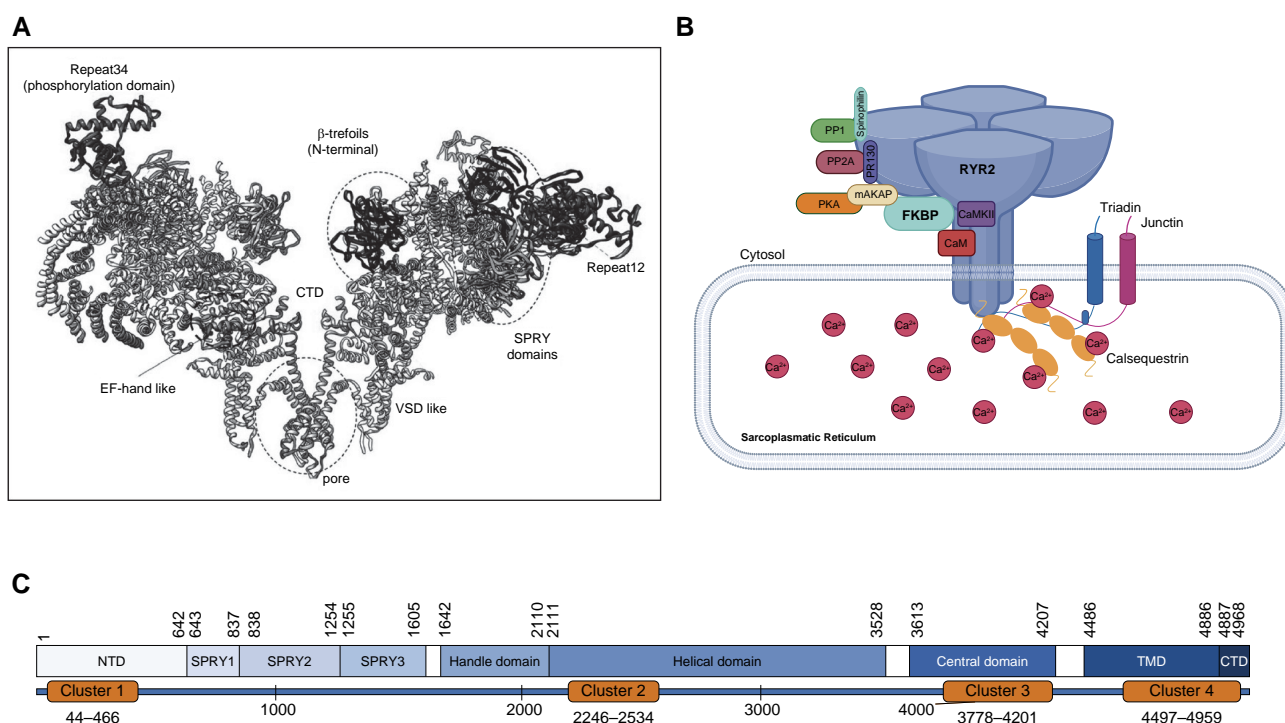 A
Repeat34
(phosphorylation domain)
β-trefoils
(N-terminal)
Repeat12
CTD
SPRY
domains
EF-hand like
VSD like
pore
B
Spinophilin
PP1
PP2A
PR130
RYR2
mAKAP
PKA
FKBP
CaMKII
CaM
Triadin
Junctin
Cytosol
Ca2+
Ca2+
Ca2+
Ca2+
Ca2+
Ca2+
Ca2+
Ca2+
Ca2+
Calsequestrin
Ca2+
Ca2+
Ca2+
Ca2+
Sarcoplasmatic Reticulum
C
1
642
643
837
838
1254
1255
1605
1642
2110
2111
3528
3613
4207
4486
4886
4887
4968
NTD
SPRY1
SPRY2
SPRY3
Handle domain
Helical domain
Central domain
TMD
CTD
Cluster 1
Cluster 2
Cluster 3
Cluster 4
44–466
1000
2000
2246–2534
3000
4000
3778–4201
4497–4959